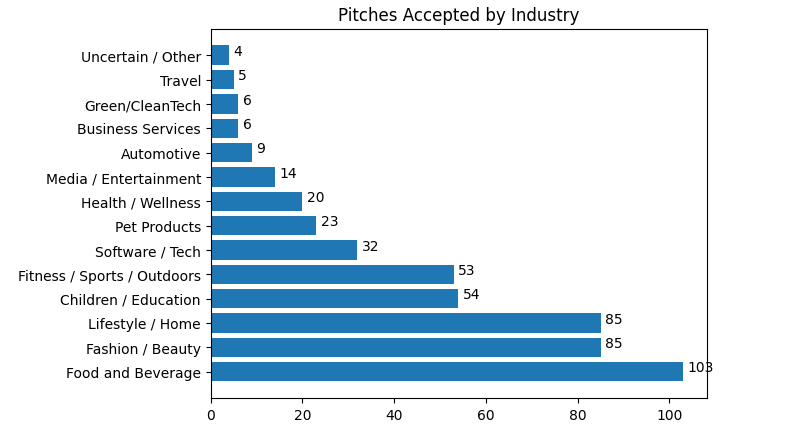 Pitches Accepted by Industry
Uncertain / Other 4
Travel 5
Green/CleanTech 6
Business Services 6
Automotive 9
Media / Entertainment 14
Health / Wellness 20
Pet Products 23
Software / Tech 32
Fitness / Sports / Outdoors 53
Children / Education 54
Lifestyle / Home 85
Fashion / Beauty 85
Food and Beverage 103
0 20 40 60 80 100